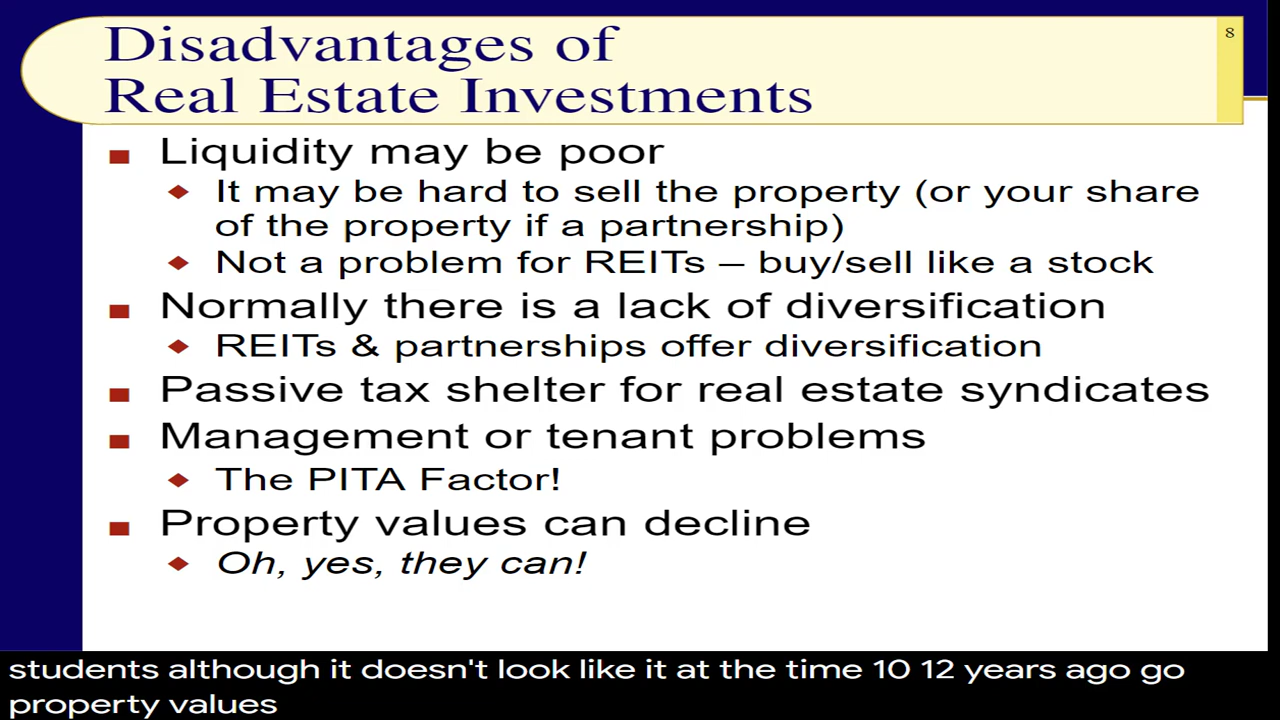 Disadvantages of
Real Estate Investments
8
■ Liquidity may be poor
◆ It may be hard to sell the property (or your share
of the property if a partnership)
◆ Not a problem for REITs – buy/sell like a stock
■ Normally there is a lack of diversification
◆ REITs & partnerships offer diversification
■ Passive tax shelter for real estate syndicates
■ Management or tenant problems
◆ The PITA Factor!
■ Property values can decline
◆ Oh, yes, they can!
students although it doesn't look like it at the time 10 12 years ago go
property values